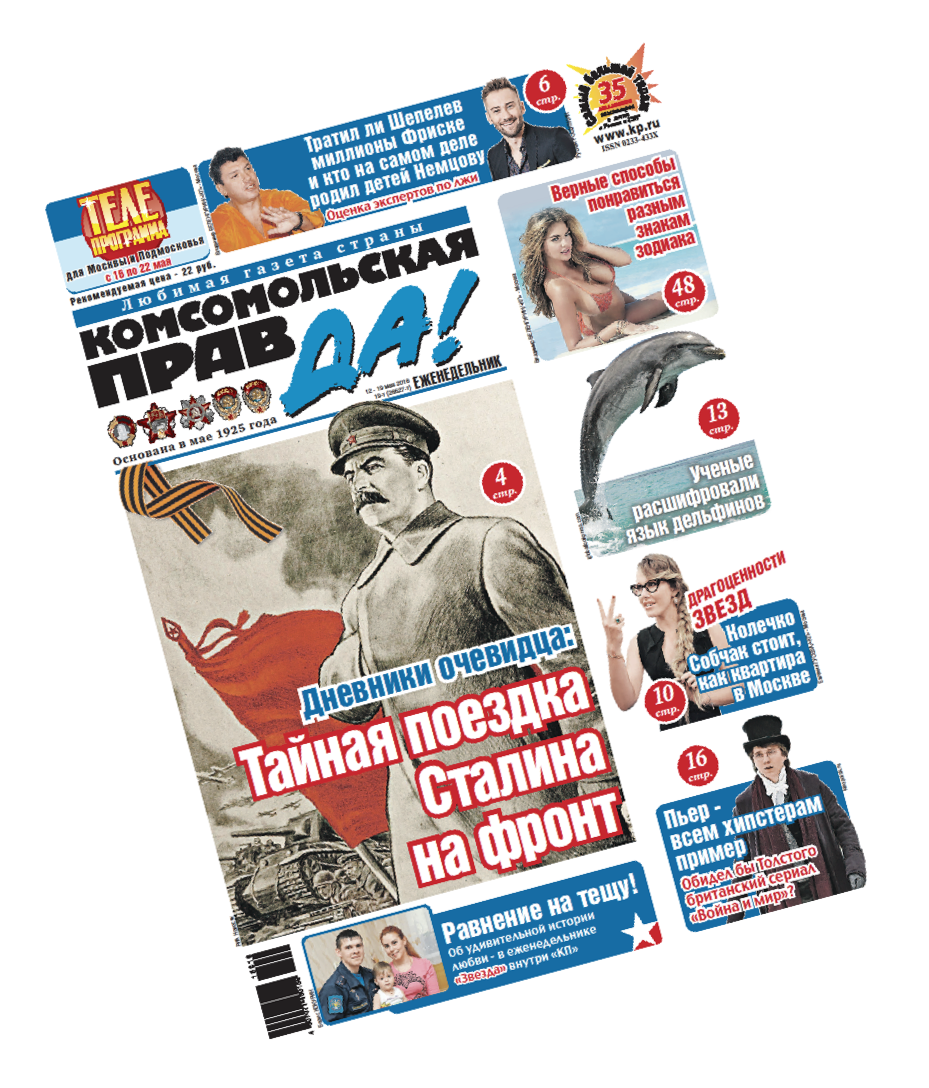 6
стр.
Тратил ли Шепелев
миллионы Фриске
и кто на самом деле
родил детей Немцову
Оценка экспертов по лжи
35
www.kp.ru
ISSN 0233-433X
ТЕЛЕ
ПРОГРАММА
для Москвы и Подмосковья
с 16 по 22 мая
Рекомендуемая цена - 22 руб.
Любимая газета страны
КОМСОМОЛЬСКАЯ
ПРАВДА!
ЕЖЕНЕДЕЛЬНИК
Основана в мае 1925 года
Верные способы
понравиться
разным
знакам
зодиака
48
стр.
13
стр.
Ученые
расшифровали
язык дельфинов
4
стр.
Дневники очевидца:
Тайная поездка
Сталина
на фронт
ДРАГОЦЕННОСТИ
ЗВЕЗД
Колечко
Собчак стоит,
как квартира
в Москве
10
стр.
16
стр.
Пьер -
всем хипстерам
пример
Обидел бы Толстого
британский сериал
«Война и мир»?
Равнение на тещу!
Об удивительной истории
любви - в еженедельнике
«Звезда» внутри «КП»